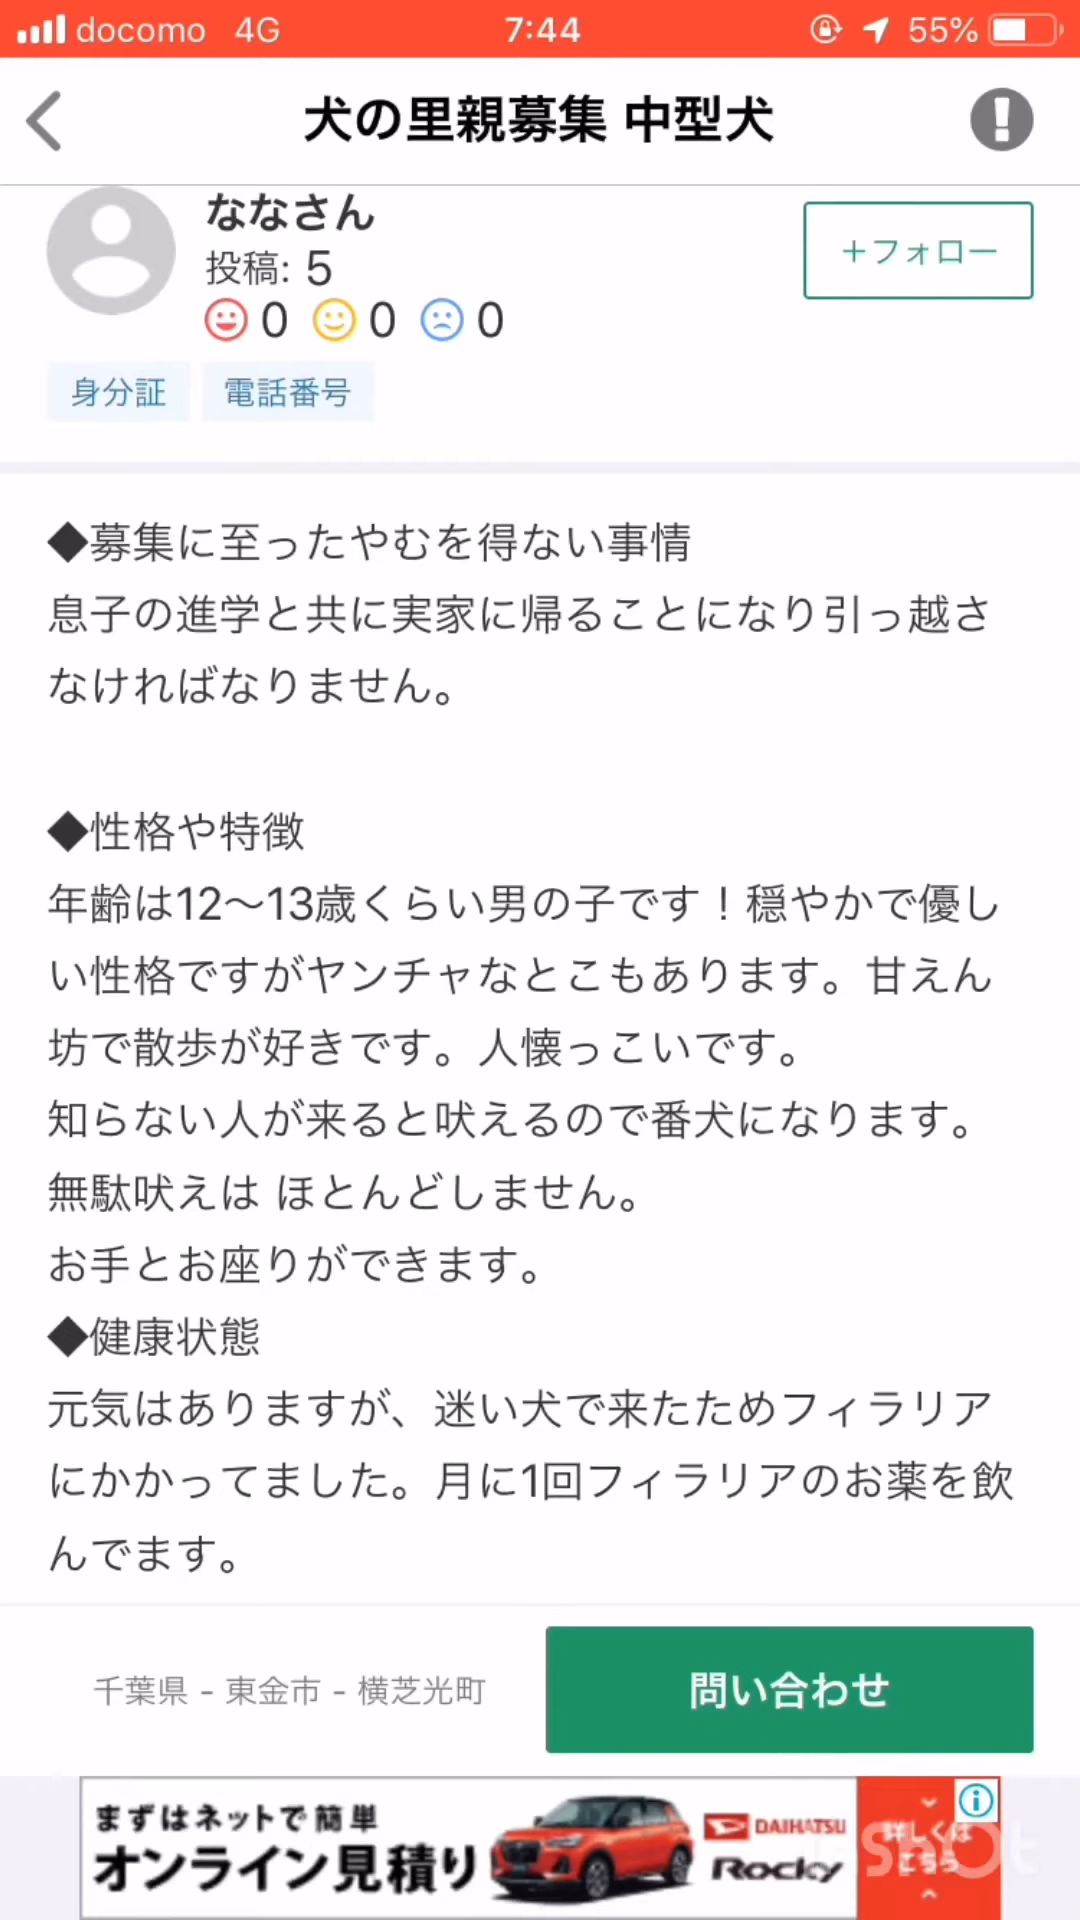 docomo 4G 7:44 55%
犬の里親募集 中型犬
ななさん
投稿: 5
0 0 0
+フォロー
身分証 電話番号
◆募集に至ったやむを得ない事情
息子の進学と共に実家に帰ることになり引っ越さ
なければなりません。
◆性格や特徴
年齢は12〜13歳くらい男の子です！穏やかで優し
い性格ですがヤンチャなとこもあります。甘えん
坊で散歩が好きです。人懐っこいです。
知らない人が来ると吠えるので番犬になります。
無駄吠えは ほとんどしません。
お手とお座りができます。
◆健康状態
元気はありますが、迷い犬で来たためフィラリア
にかかってました。月に1回フィラリアのお薬を飲
んでます。
千葉県 - 東金市 - 横芝光町
問い合わせ
まずはネットで簡単
オンライン見積り
DAIHATSU
Rocky
詳しくは
こちら